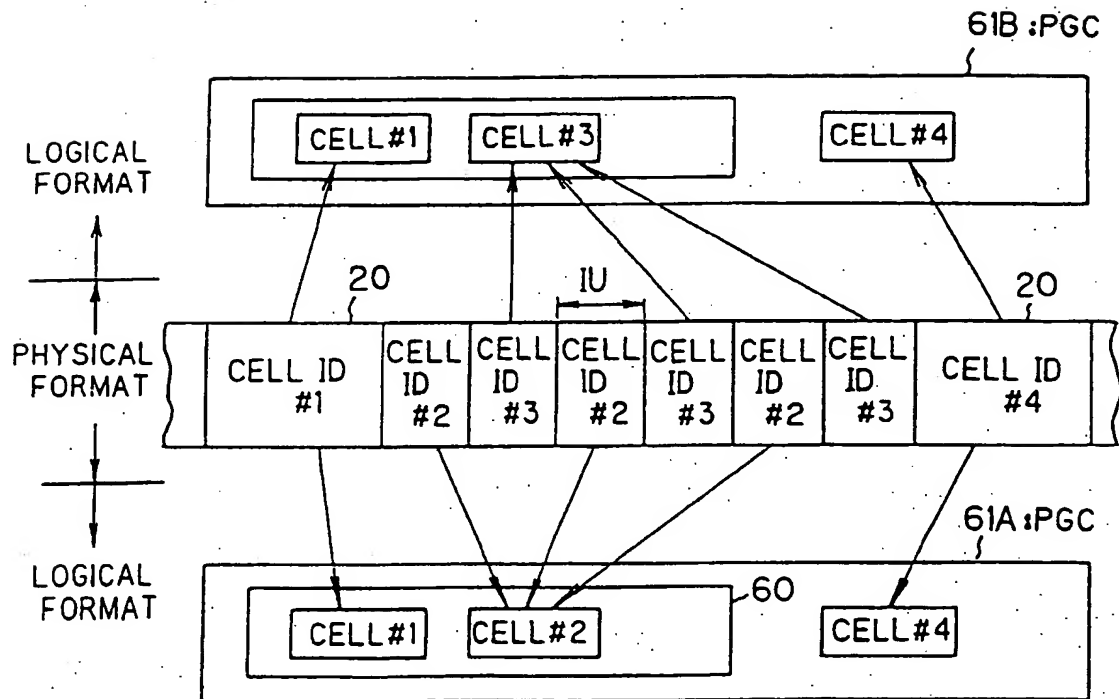 61B :PGC
CELL#1
CELL#3
CELL#4
LOGICAL
FORMAT
20
IU
20
PHYSICAL
FORMAT
CELL ID
#1
CELL
ID
#2
CELL
ID
#3
CELL
ID
#2
CELL
ID
#3
CELL
ID
#2
CELL
ID
#3
CELL ID
#4
61A :PGC
LOGICAL
FORMAT
60
CELL#1
CELL#2
CELL#4